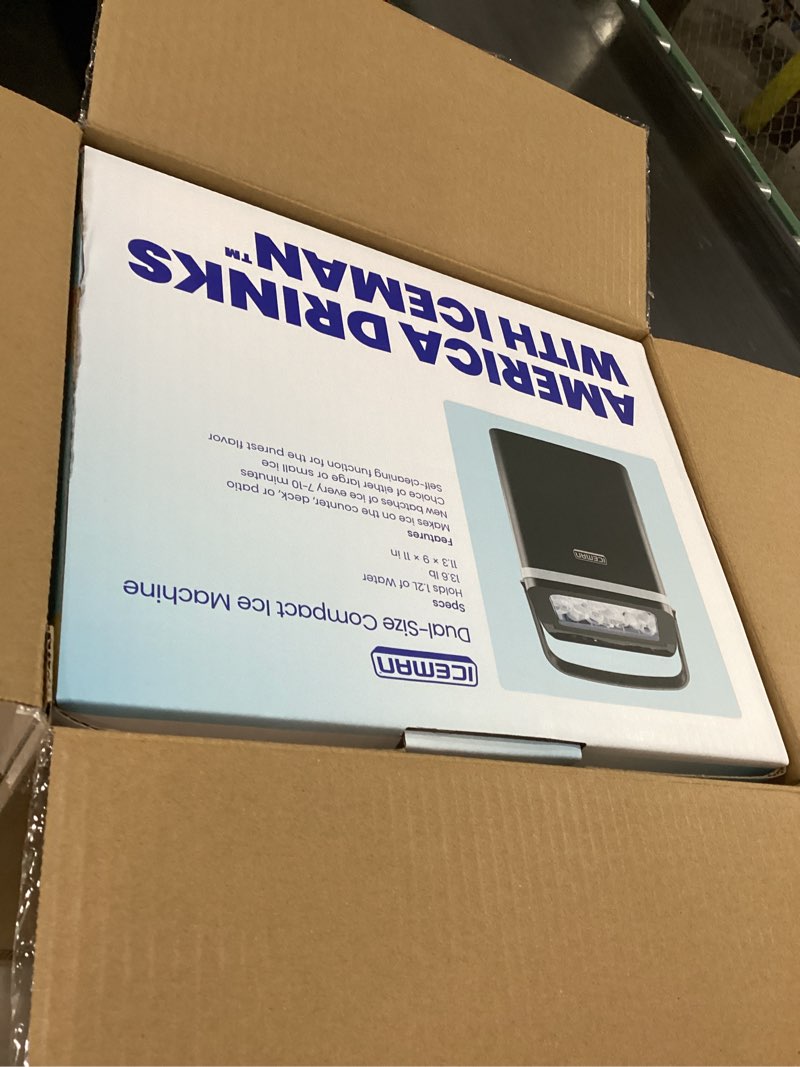 ICEMAN
Dual-Size Compact Ice Machine
Specs
Holds 1.2L of Water
13.6 lb
11.3 × 9 × 11 in
Features
Makes ice on the counter, deck, or patio
New batches of ice every 7-10 minutes
Choice of either large or small ice
Self-cleaning function for the purest flavor
ICEMAN
AMERICA DRINKS
WITH ICEMAN™